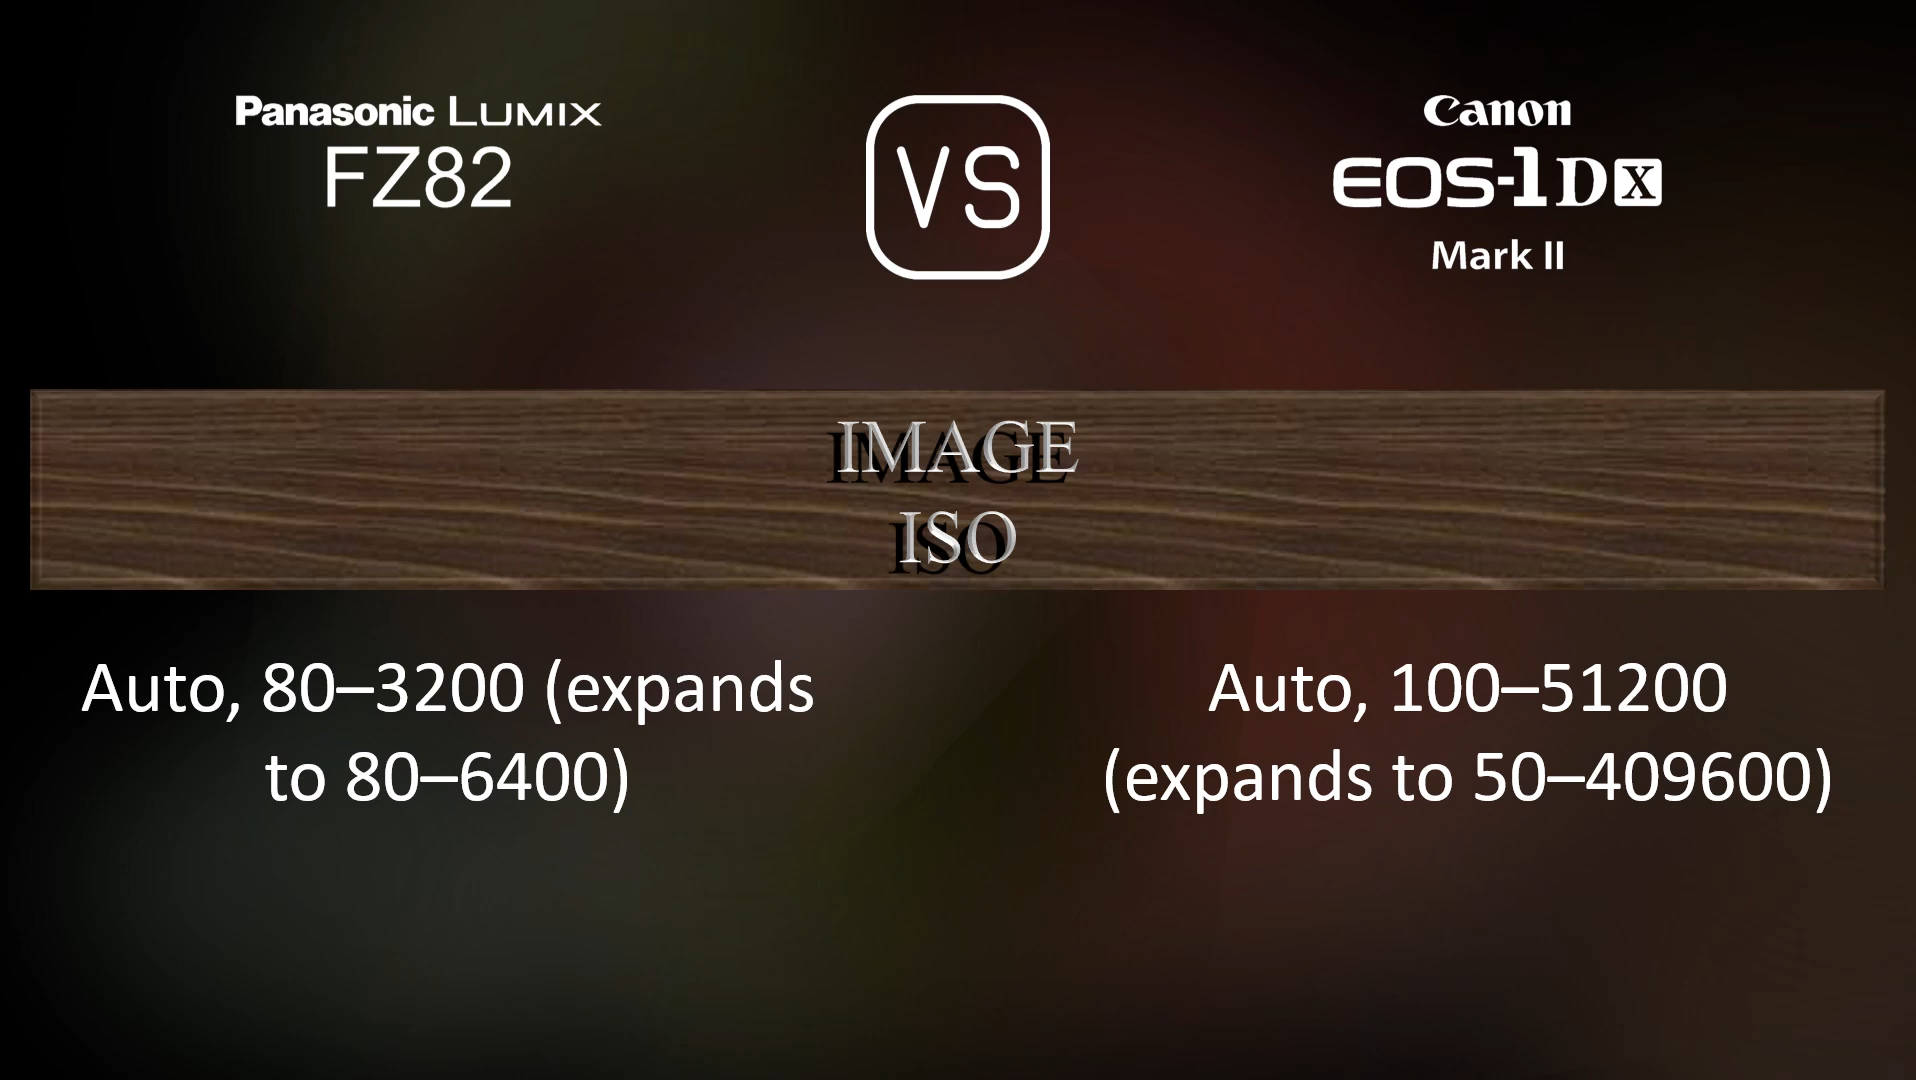 Panasonic LUMIX
FZ82
VS
Canon
EOS-1DX
Mark II
IMAGE
ISO
Auto, 80–3200 (expands
to 80–6400)
Auto, 100–51200
(expands to 50–409600)